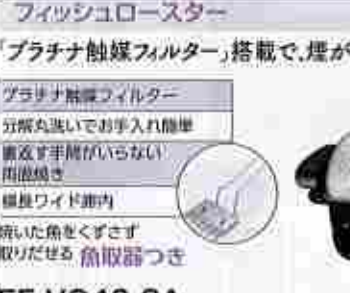 フィッシュロースター
「プラチナ触媒フィルター」搭載で、煙が
プラチナ触媒フィルター
分解丸洗いでお手入れ簡単
裏返す手間がいらない
両面焼き
横長ワイド庫内
焼いた魚をくずさず
取りだせる 魚取器つき